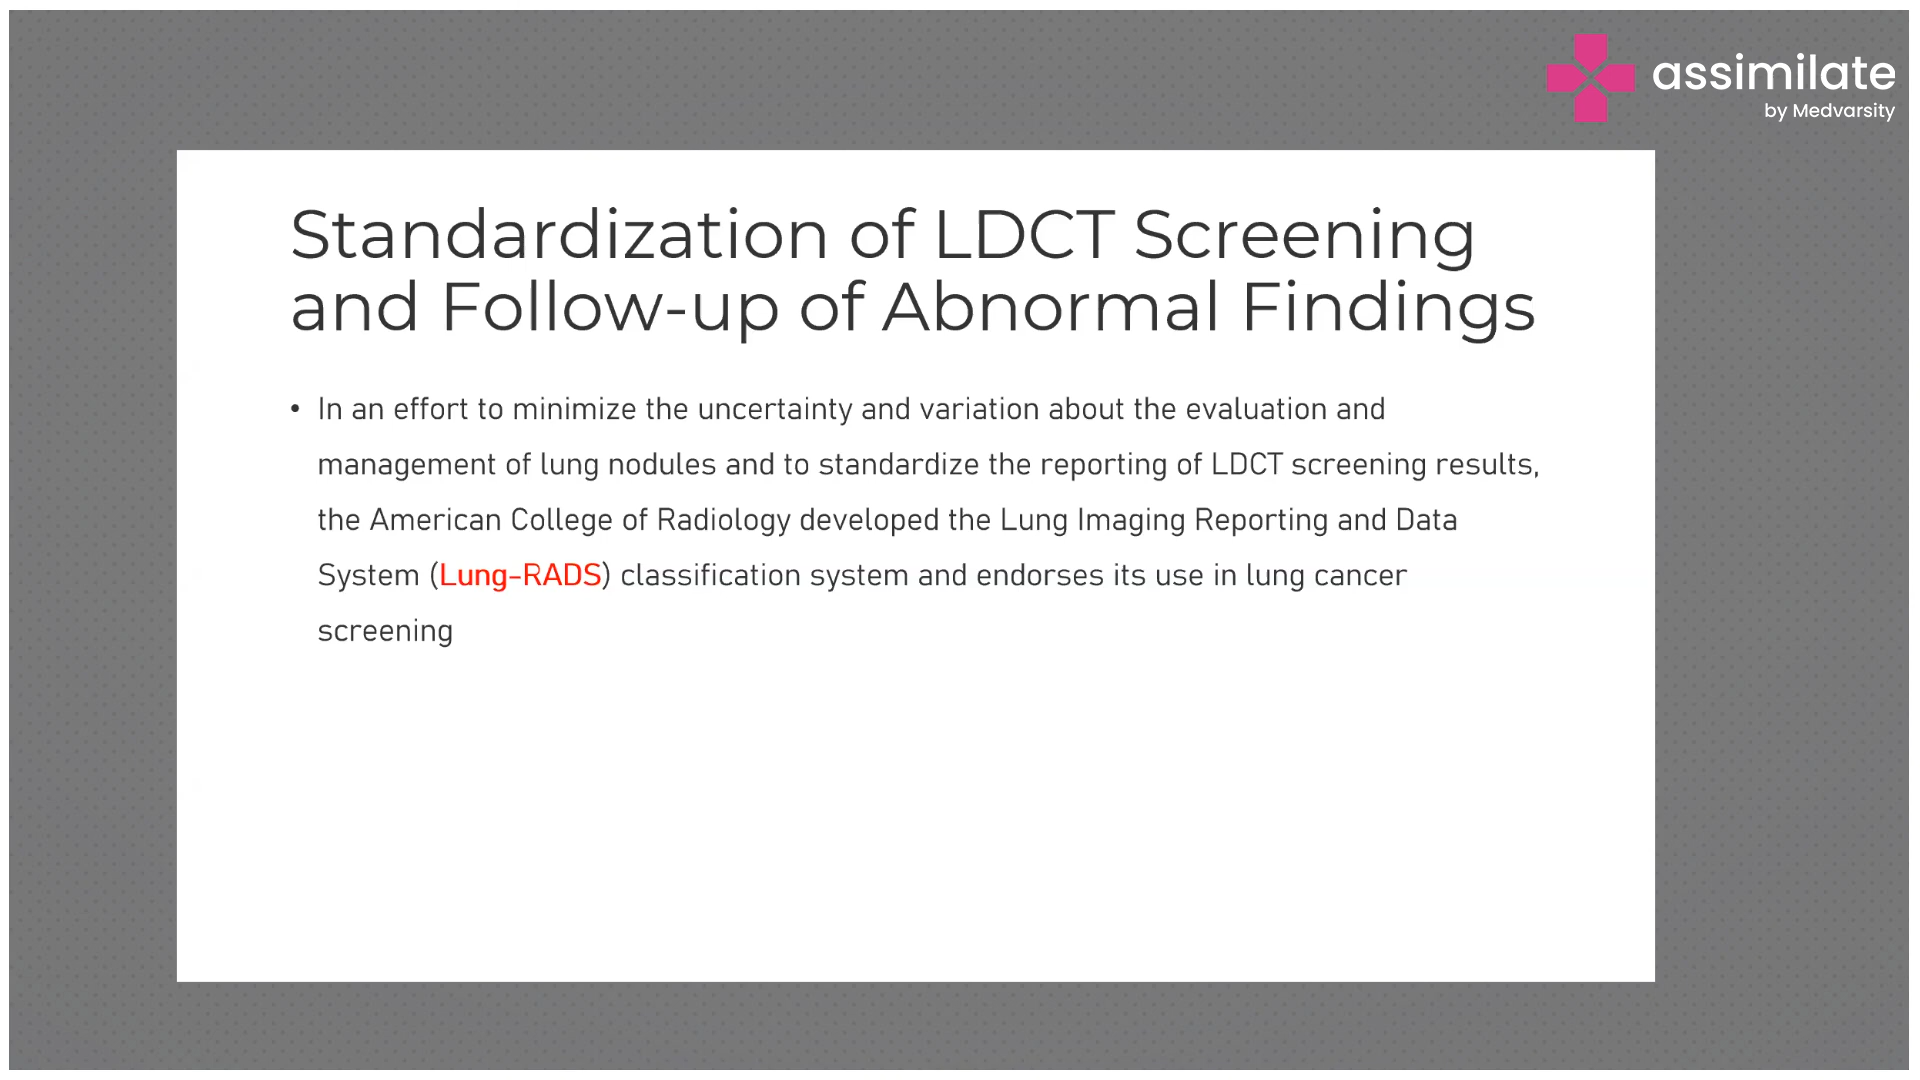 assimilate
by Medvarsity
Standardization of LDCT Screening
and Follow-up of Abnormal Findings
• In an effort to minimize the uncertainty and variation about the evaluation and
management of lung nodules and to standardize the reporting of LDCT screening results,
the American College of Radiology developed the Lung Imaging Reporting and Data
System (Lung-RADS) classification system and endorses its use in lung cancer
screening